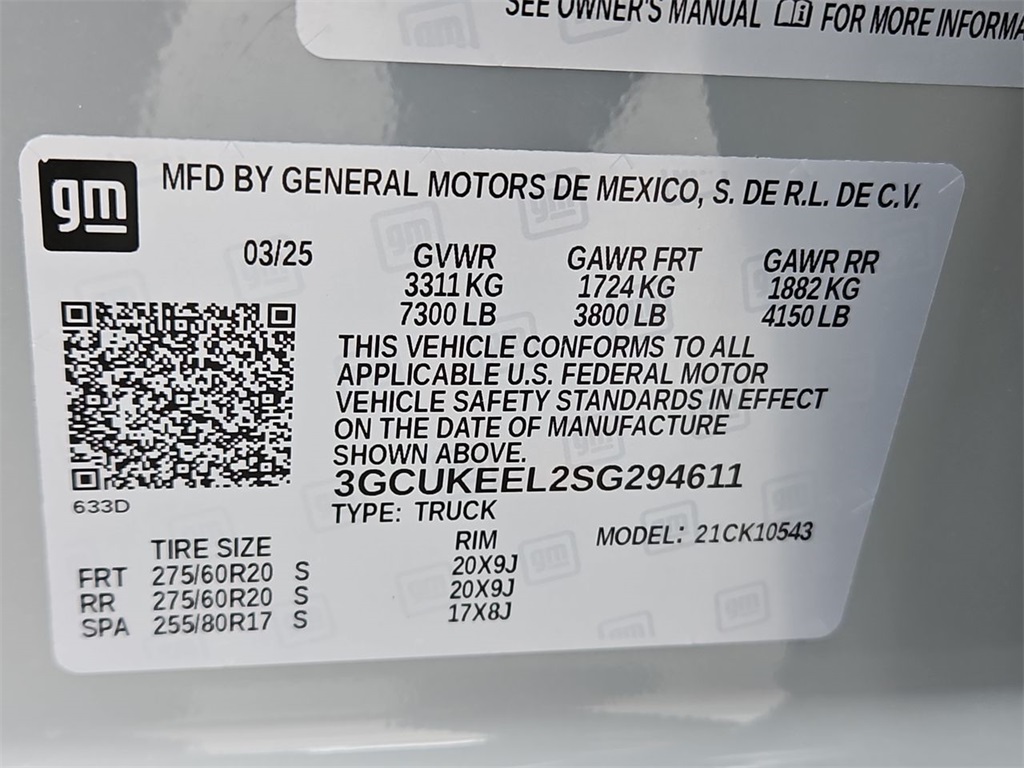 SEE OWNER'S MANUAL FOR MORE INFORMA
gm
MFD BY GENERAL MOTORS DE MEXICO, S. DE R.L. DE C.V.
03/25 GVWR GAWR FRT GAWR RR
3311 KG 1724 KG 1882 KG
7300 LB 3800 LB 4150 LB
THIS VEHICLE CONFORMS TO ALL
APPLICABLE U.S. FEDERAL MOTOR
VEHICLE SAFETY STANDARDS IN EFFECT
ON THE DATE OF MANUFACTURE
SHOWN ABOVE.
3GCUKEEL2SG294611
633D
TYPE: TRUCK
TIRE SIZE RIM MODEL: 21CK10543
FRT 275/60R20 S 20X9J
RR 275/60R20 S 20X9J
SPA 255/80R17 S 17X8J